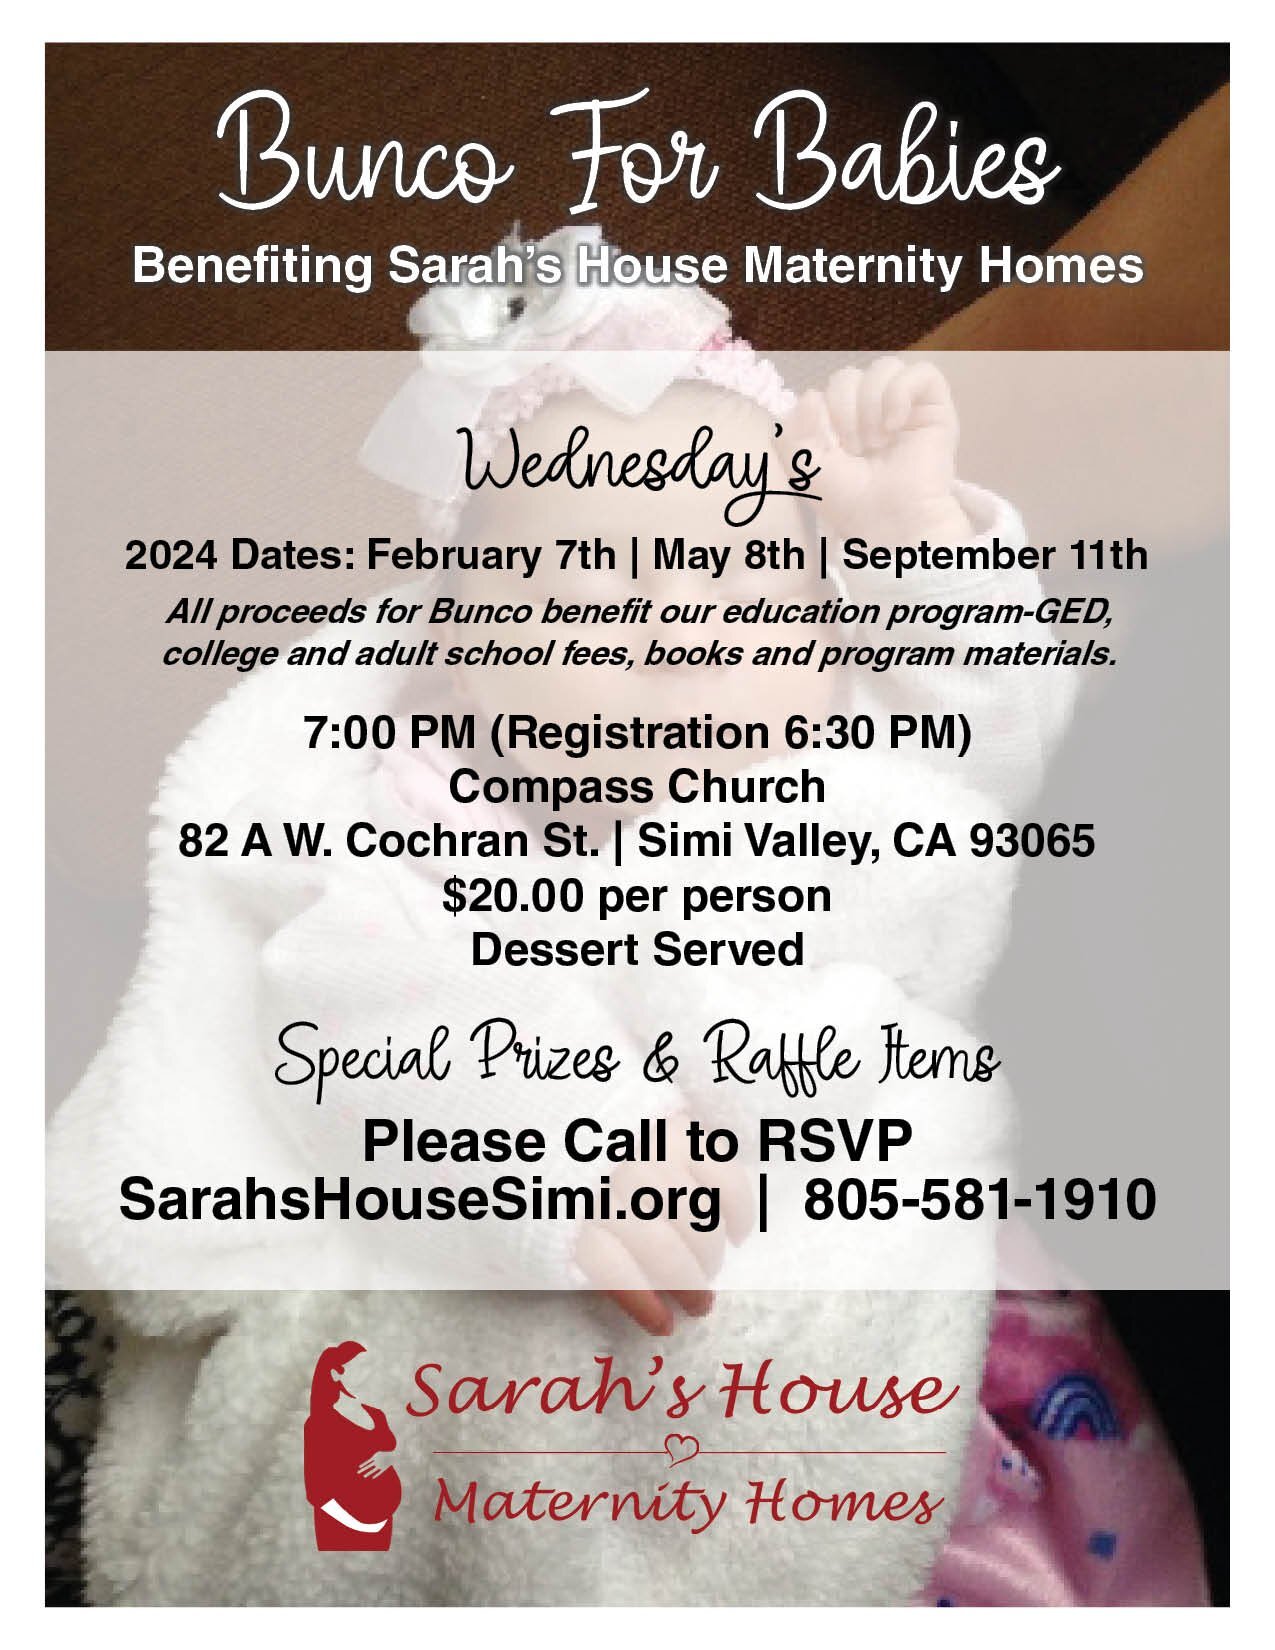 Bunco For Babies
Benefiting Sarah's House Maternity Homes
Wednesday's
2024 Dates: February 7th | May 8th | September 11th
All proceeds for Bunco benefit our education program-GED,
college and adult school fees, books and program materials.
7:00 PM (Registration 6:30 PM)
Compass Church
82 A W. Cochran St. | Simi Valley, CA 93065
$20.00 per person
Dessert Served
Special Prizes & Raffle Items
Please Call to RSVP
SarahsHouseSimi.org | 805-581-1910
Sarah's House
Maternity Homes